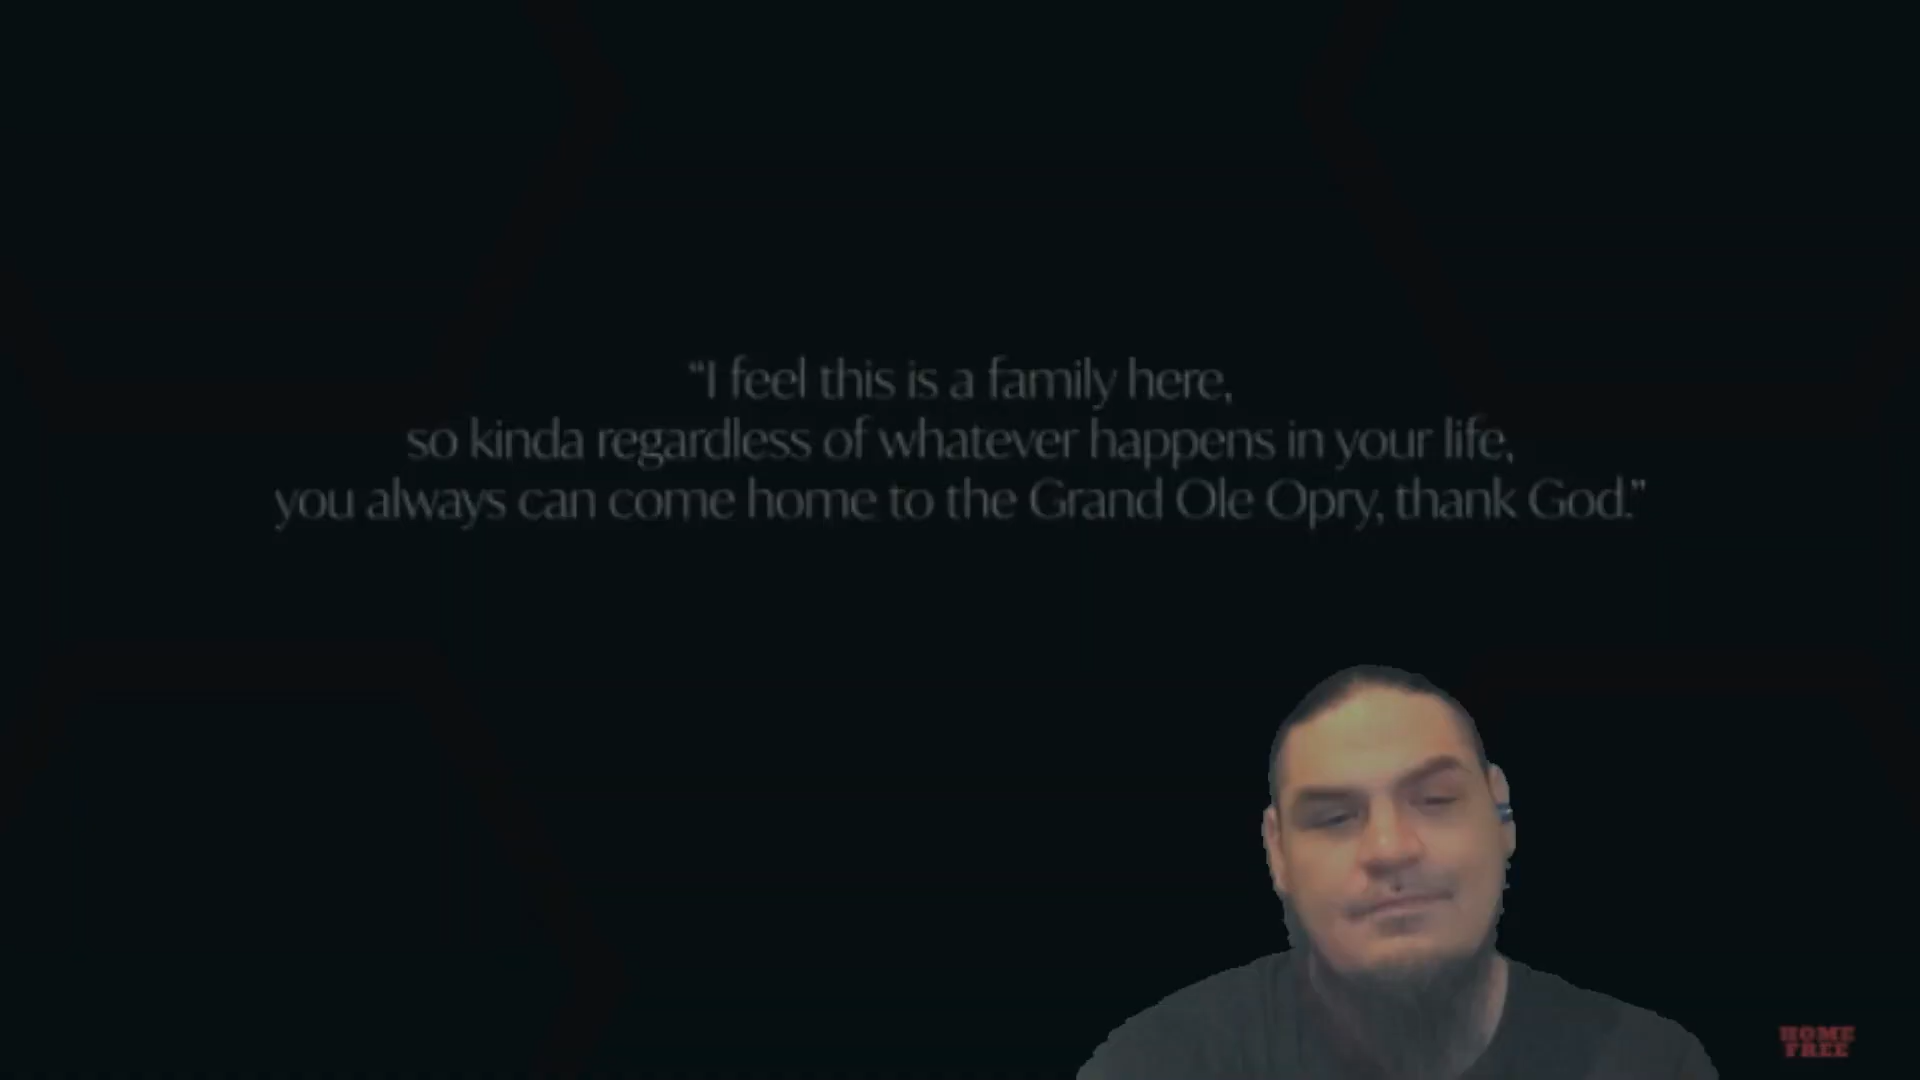 “I feel this is a family here,
so kinda regardless of whatever happens in your life,
you always can come home to the Grand Ole Opry, thank God.”
HOME
FREE